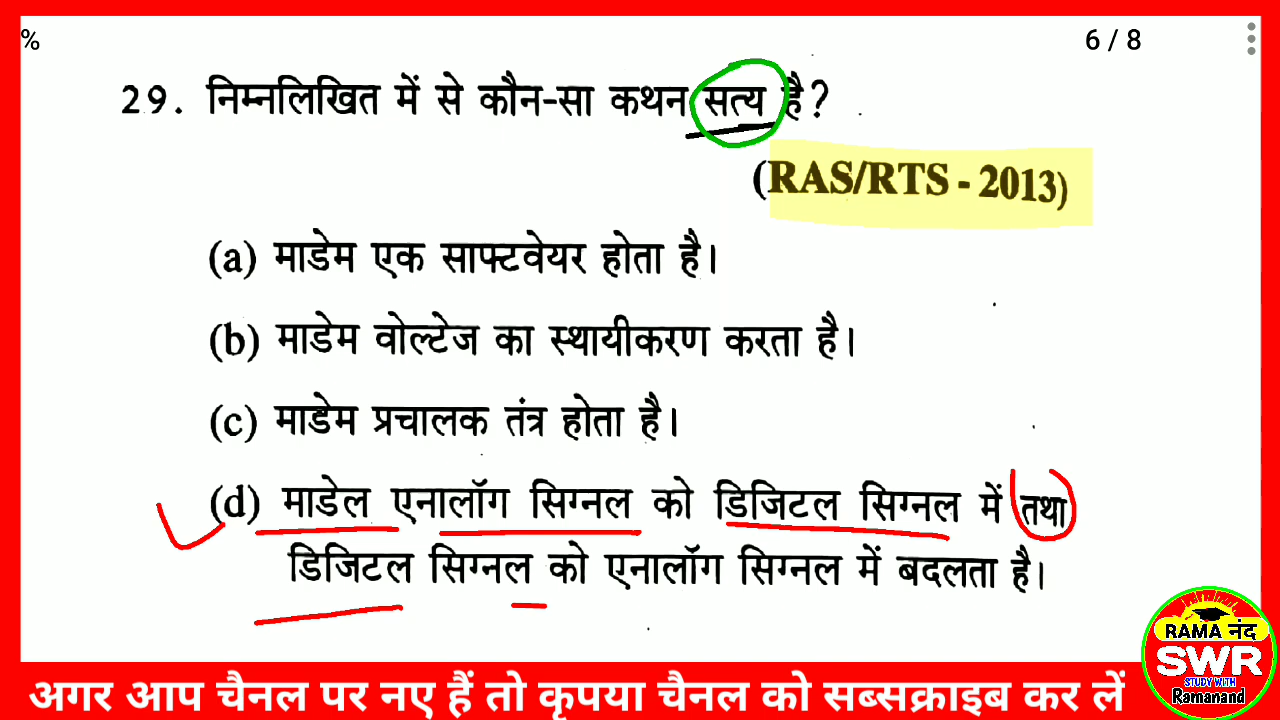 %
6 / 8
29. निम्नलिखित में से कौन-सा कथन सत्य है?
(RAS/RTS - 2013)
(a) माडेम एक साफ्टवेयर होता है।
(b) माडेम वोल्टेज का स्थायीकरण करता है।
(c) माडेम प्रचालक तंत्र होता है।
(d) माडेल एनालॉग सिग्नल को डिजिटल सिग्नल में तथा
डिजिटल सिग्नल को एनालॉग सिग्नल में बदलता है।
RAMA नंद
SWR
STUDY WITH
Ramanand
अगर आप चैनल पर नए हैं तो कृपया चैनल को सब्सक्राइब कर लें